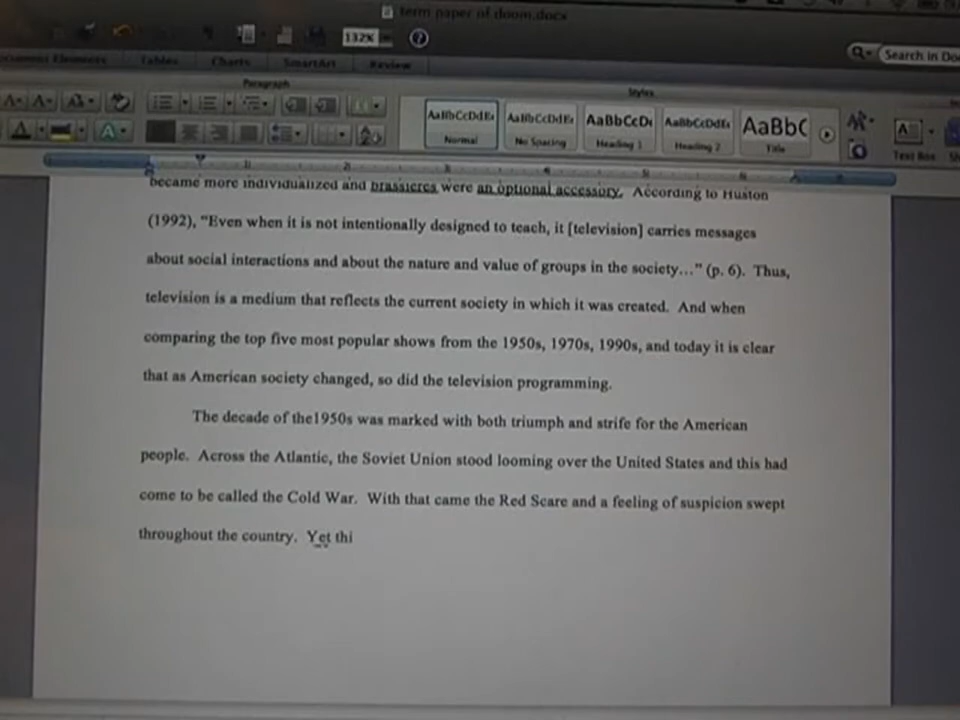 term paper of doom.docx
132%
Search in Do
Document Elements Tables Charts SmartArt Review
Paragraph Styles
AaBbCcDdEe AaBbCcDdEe AaBbCcDc AaBbCcDdEe AaBbC
Normal No Spacing Heading 1 Heading 2 Title Text Box
became more individualized and brassieres were an optional accessory. According to Huston
(1992), “Even when it is not intentionally designed to teach, it [television] carries messages
about social interactions and about the nature and value of groups in the society…” (p. 6). Thus,
television is a medium that reflects the current society in which it was created. And when
comparing the top five most popular shows from the 1950s, 1970s, 1990s, and today it is clear
that as American society changed, so did the television programming.
The decade of the1950s was marked with both triumph and strife for the American
people. Across the Atlantic, the Soviet Union stood looming over the United States and this had
come to be called the Cold War. With that came the Red Scare and a feeling of suspicion swept
throughout the country. Yet thi